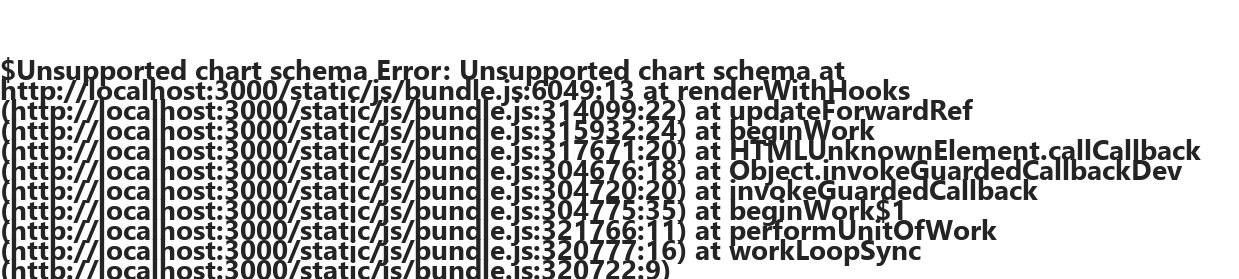 $Unsupported chart schema Error: Unsupported chart schema at
http://localhost:3000/static/js/bundle.js:6049:13 at renderWithHooks
(http://localhost:3000/static/js/bundle.js:314099:22) at updateForwardRef
(http://localhost:3000/static/js/bundle.js:315932:24) at beginWork
(http://localhost:3000/static/js/bundle.js:317671:20) at HTMLUnknownElement.callCallback
(http://localhost:3000/static/js/bundle.js:304676:18) at Object.invokeGuardedCallbackDev
(http://localhost:3000/static/js/bundle.js:304720:20) at invokeGuardedCallback
(http://localhost:3000/static/js/bundle.js:304775:35) at beginWork$1
(http://localhost:3000/static/js/bundle.js:321766:11) at performUnitOfWork
(http://localhost:3000/static/js/bundle.js:320777:16) at workLoopSync
(http://localhost:3000/static/js/bundle.js:320722:9)